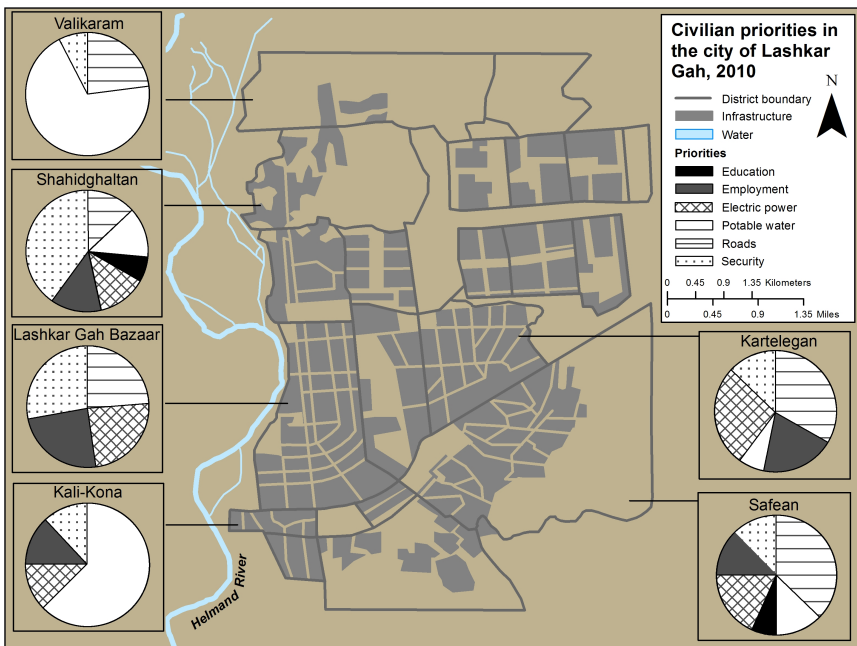 Valikaram
Shahidghaltan
Lashkar Gah Bazaar
Kali-Kona
Helmand River
Civilian priorities in
the city of Lashkar
Gah, 2010
N
District boundary
Infrastructure
Water
Priorities
Education
Employment
Electric power
Potable water
Roads
Security
0 0.45 0.9 1.35 Kilometers
0 0.45 0.9 1.35 Miles
Kartelegan
Safean